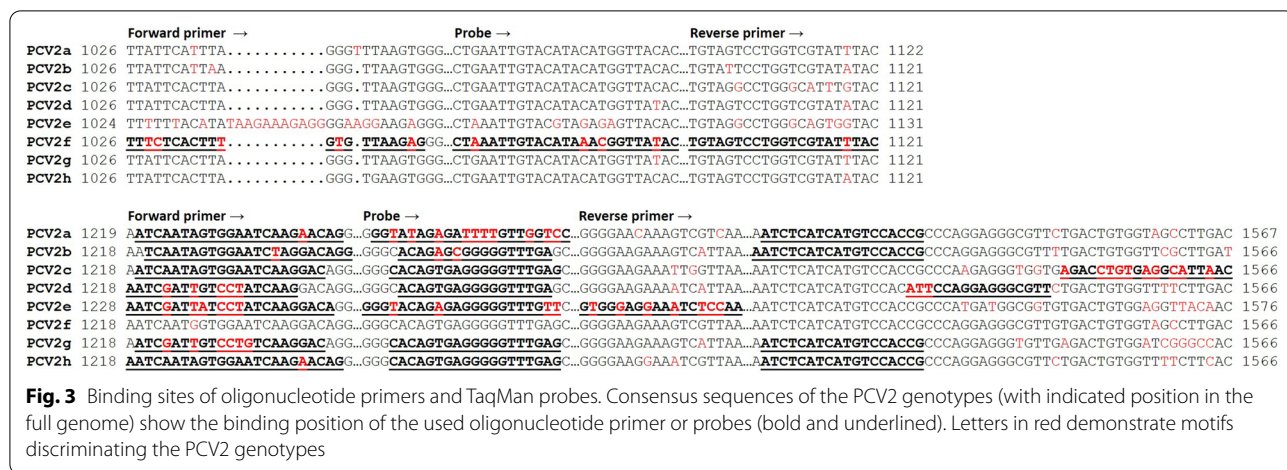 Forward primer → Probe → Reverse primer →
PCV2a 1026 TTATTCATTTA...........GGGTTTAAGTGGG…CTGAATTGTACATACATGGTTACAC…TGTAGTCCTGGTCGTATTTAC 1122
PCV2b 1026 TTATTCATTAA...........GGG.TTAAGTGGG…CTGAATTGTACATACATGGTTACAC…TGTATTCCTGGTCGTATATAC 1121
PCV2c 1026 TTATTCACTTA...........GGG.TTAAGTGGG…CTGAATTGTACATACATGGTTACAC…TGTAGGCCTGGGCATTTGTAC 1121
PCV2d 1026 TTATTCACTTA...........GGG.TTAAGTGGG…CTGAATTGTACATACATGGTTATAC…TGTAGTCCTGGTCGTATATAC 1121
PCV2e 1024 TTTTTTACATATAAGAAAGAGGGGAAGGAAGAGGG…CTAAATTGTACGTAGAGAGTTACAC…TGTAGGCCTGGGCAGTGGTAC 1131
PCV2f 1026 TTTCTCACTTT...........GTG.TTAAGAGGG…CTAAATTGTACATAAACGGTTATAC…TGTAGTCCTGGTCGTATTTAC 1121
PCV2g 1026 TTATTCACTTA...........GGG.TTAAGTGGG…CTGAATTGTACATACATGGTTATAC…TGTAGTCCTGGTCGTATTTAC 1121
PCV2h 1026 TTATTCACTTA...........GGG.TGAAGTGGG…CTGAATTGTACATACATGGTTACAC…TGTAGTCCTGGTCGTATATAC 1121
Forward primer → Probe → Reverse primer →
PCV2a 1219 AATCAATAGTGGAATCAAGAACAGG…GGGTATAGAGATTTTGTTGGTCC…GGGGAACAAAGTCGTCAA…AATCTCATCATGTCCACCGCCCAGGAGGGCGTTCTGACTGTGGTAGCCTTGAC 1567
PCV2b 1218 AATCAATAGTGGAATCTAGGACAGG…GGGCACAGAGCGGGGGTTTGAGC…GGGGAAGAAAGTCATTAA…AATCTCATCATGTCCACCGCCCAGGAGGGCGTTTTGACTGTGGTTCGCTTGAT 1566
PCV2c 1218 AATCAATAGTGGAATCAAGGACAGG…GGGCACAGTGAGGGGGTTTGAGC…GGGGAAGAAATTGGTTAA…AATCTCATCATGTCCACCGCCCAAGAGGGTGGTGAGACCTGTGAGGCATTAAC 1566
PCV2d 1218 AATCGATTGTCCTATCAAGGACAGG…GGGCACAGTGAGGGGGTTTGAGC…GGGGAAGAAAATCATTAA…AATCTCATCATGTCCACATTCCAGGAGGGCGTTCTGACTGTGGTTTTCTTGAC 1566
PCV2e 1228 AATCGATTATCCTATCAAGGACAGG…GGGTACAGAGAGGGGGTTTGTTC…GTGGGAGGAAATCTCCAA…AATCTCATCATGTCCACCGCCCATGATGGCGGTGTGACTGTGGAGGTTACAAC 1576
PCV2f 1218 AATCAATGGTGGAATCAAGGACAGG…GGGCACAGTGAGGGGGTTTGAGC…GGGGAAGAAAGTCGTTAA…AATCTCATCATGTCCACCGCCCAGGAGGGCGTTGTGACTGTGGTAGCCTTGAC 1566
PCV2g 1218 AATCGATTGTCCTGTCAAGGACAGG…GGGCACAGTGAGGGGGTTTGAGC…GGGGAAGAAAGTCATTAA…AATCTCATCATGTCCACCGCCCAGGAGGGTGTTGAGACTGTGGATCGGGCCAC 1566
PCV2h 1218 AATCAATAGTGGAATCAAGAACAGG…GGGCACAGTGAGGGGGTTTGAGC…GGGGAAGGAAATCGTTAA…AATCTCATCATGTCCACCGCCCAGGAGGGCGTTCTGACTGTGGTTTTCTTCAC 1566
Fig. 3 Binding sites of oligonucleotide primers and TaqMan probes. Consensus sequences of the PCV2 genotypes (with indicated position in the
full genome) show the binding position of the used oligonucleotide primer or probes (bold and underlined). Letters in red demonstrate motifs
discriminating the PCV2 genotypes